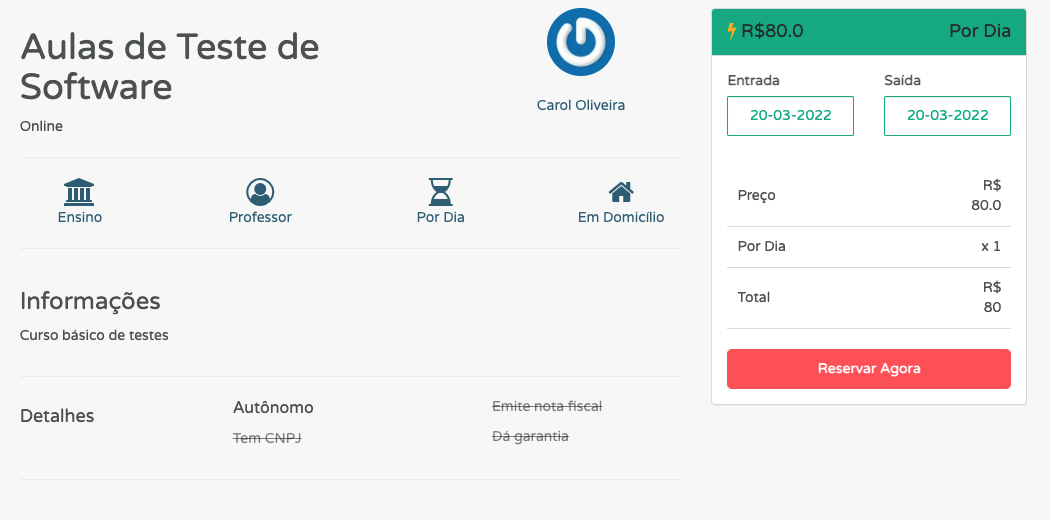 Aulas de Teste de
Software
Online
Carol Oliveira
Ensino
Professor
Por Dia
Em Domicílio
Informações
Curso básico de testes
Detalhes
Autônomo
Tem CNPJ
Emite nota fiscal
Dá garantia
R$80.0 Por Dia
Entrada Saída
20-03-2022 20-03-2022
Preço R$
80.0
Por Dia x 1
Total R$
80
Reservar Agora